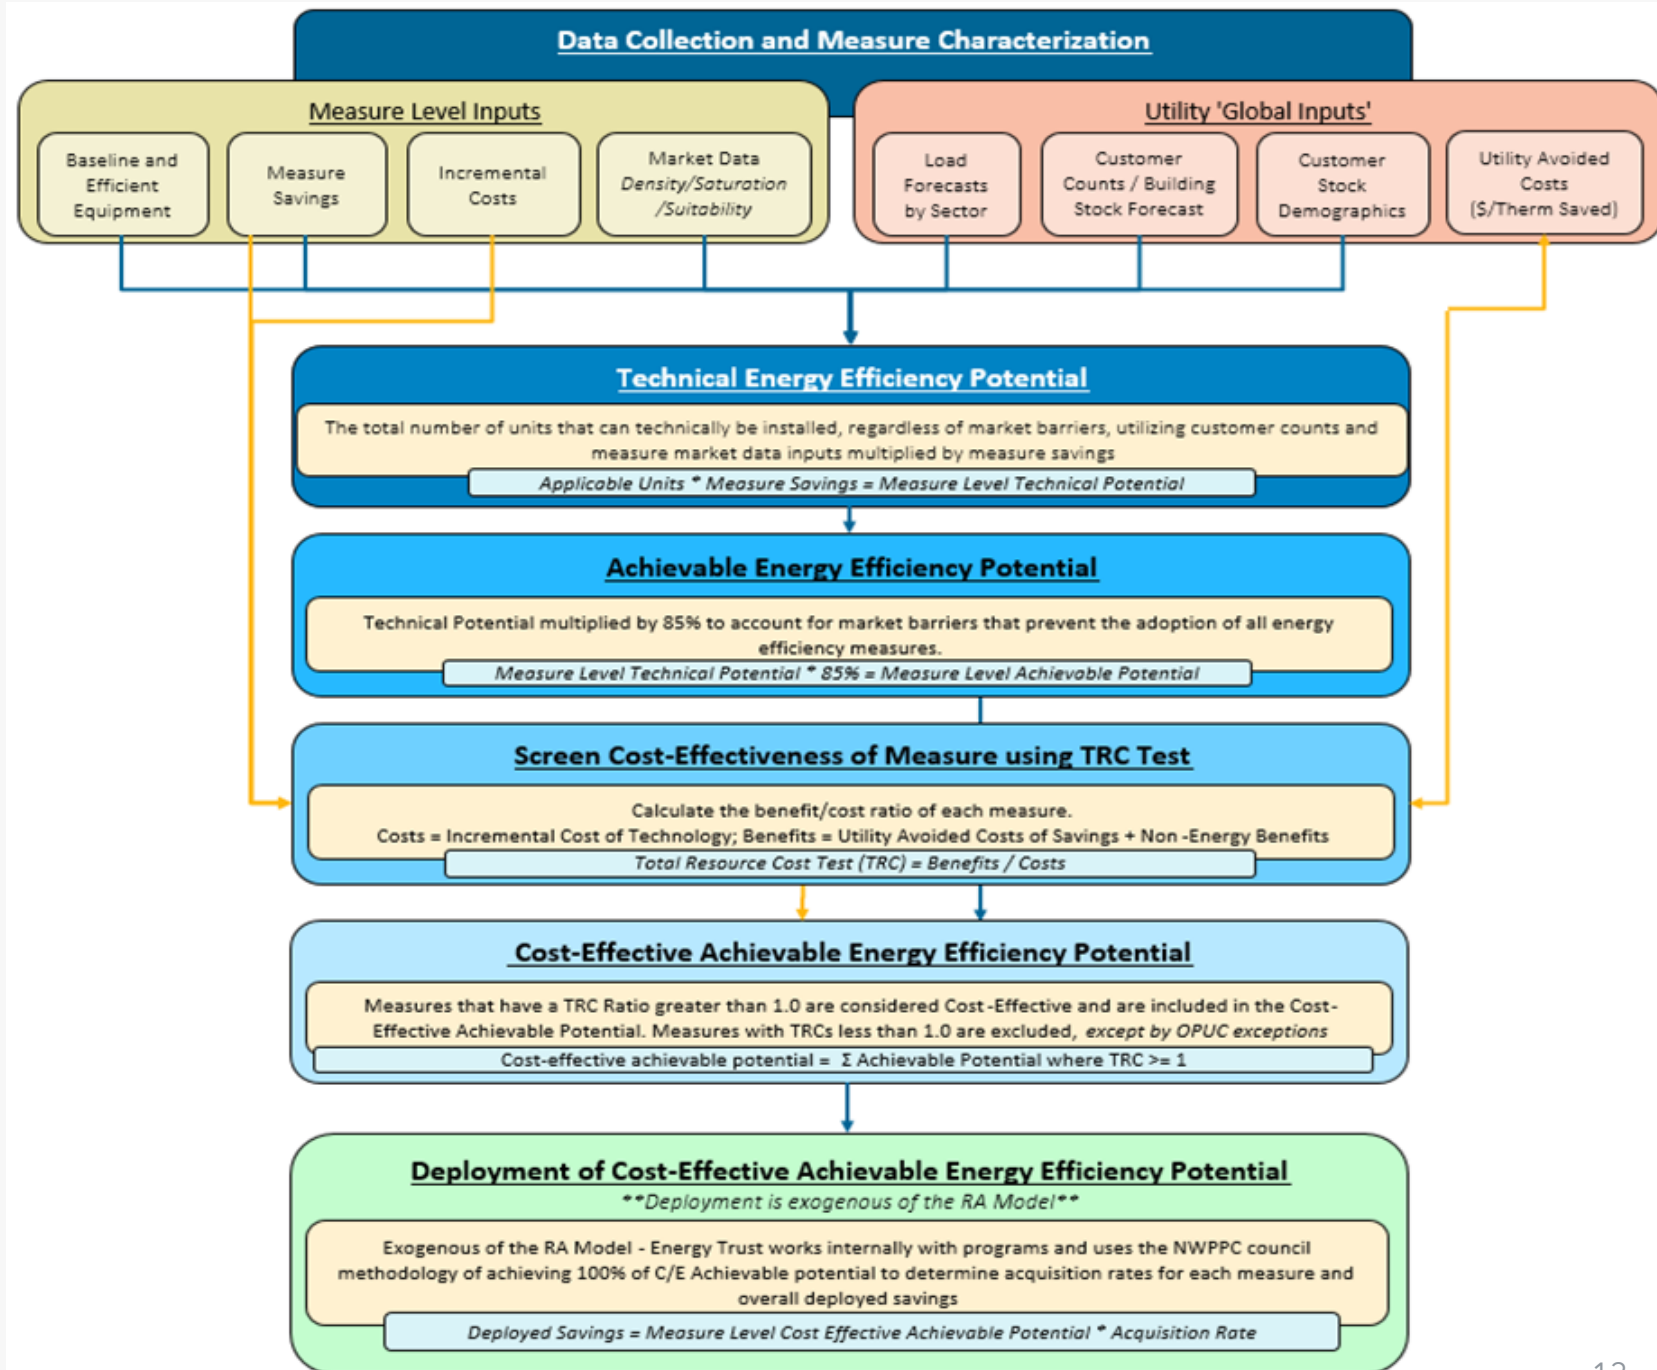 Data Collection and Measure Characterization
Measure Level Inputs
Baseline and
Efficient
Equipment
Measure
Savings
Incremental
Costs
Market Data
Density/Saturation
/Suitability
Utility 'Global Inputs'
Load
Forecasts
by Sector
Customer
Counts / Building
Stock Forecast
Customer
Stock
Demographics
Utility Avoided
Costs
($/Therm Saved)
Technical Energy Efficiency Potential
The total number of units that can technically be installed, regardless of market barriers, utilizing customer counts and
measure market data inputs multiplied by measure savings
Applicable Units * Measure Savings = Measure Level Technical Potential
Achievable Energy Efficiency Potential
Technical Potential multiplied by 85% to account for market barriers that prevent the adoption of all energy
efficiency measures.
Measure Level Technical Potential * 85% = Measure Level Achievable Potential
Screen Cost-Effectiveness of Measure using TRC Test
Calculate the benefit/cost ratio of each measure.
Costs = Incremental Cost of Technology; Benefits = Utility Avoided Costs of Savings + Non -Energy Benefits
Total Resource Cost Test (TRC) = Benefits / Costs
Cost-Effective Achievable Energy Efficiency Potential
Measures that have a TRC Ratio greater than 1.0 are considered Cost-Effective and are included in the Cost-
Effective Achievable Potential. Measures with TRCs less than 1.0 are excluded, except by OPUC exceptions
Cost-effective achievable potential = Σ Achievable Potential where TRC >= 1
Deployment of Cost-Effective Achievable Energy Efficiency Potential
**Deployment is exogenous of the RA Model**
Exogenous of the RA Model - Energy Trust works internally with programs and uses the NWPPC council
methodology of achieving 100% of C/E Achievable potential to determine acquisition rates for each measure and
overall deployed savings
Deployed Savings = Measure Level Cost Effective Achievable Potential * Acquisition Rate